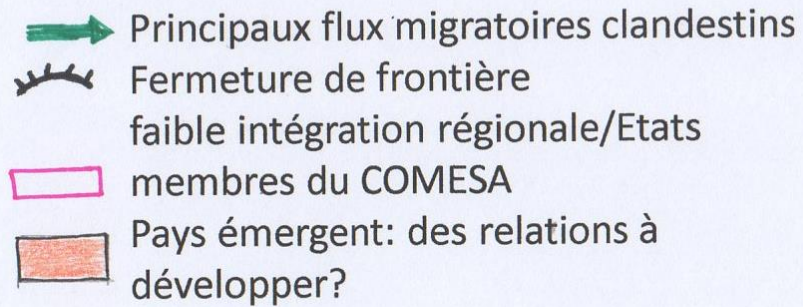 Principaux flux migratoires clandestins
Fermeture de frontière
faible intégration régionale/Etats
membres du COMESA
Pays émergent: des relations à
développer?